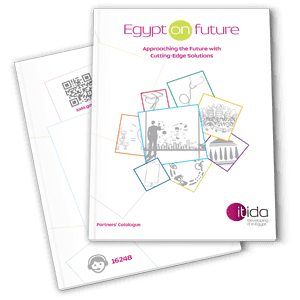 Egypt on future
Approaching the Future with
Cutting-Edge Solutions
Partners' Catalogue
itida
16248